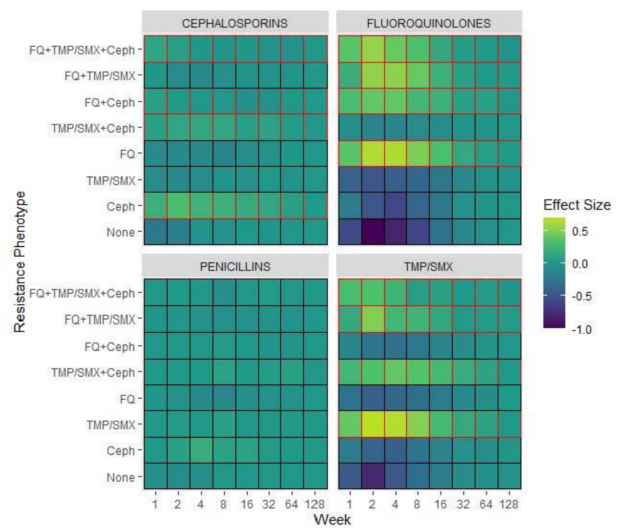 CEPHALOSPORINS FLUOROQUINOLONES
FQ+TMP/SMX+Ceph
FQ+TMP/SMX
FQ+Ceph
TMP/SMX+Ceph
FQ
TMP/SMX
Ceph
None
PENICILLINS TMP/SMX
FQ+TMP/SMX+Ceph
FQ+TMP/SMX
FQ+Ceph
TMP/SMX+Ceph
FQ
TMP/SMX
Ceph
None
1 2 4 8 16 32 64 128 1 2 4 8 16 32 64 128
Week
Resistance Phenotype
Effect Size
0.5
0.0
-0.5
-1.0